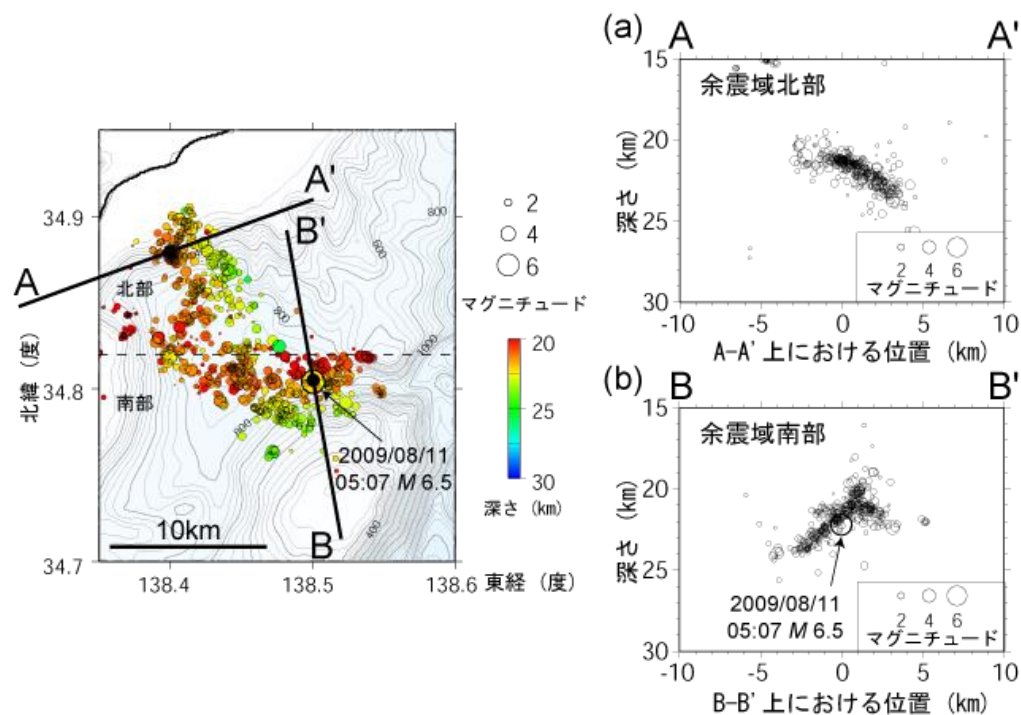 A
A'
B'
B
北部
南部
34.9
34.8
34.7
北緯（度）
138.4
138.5
138.6
東経（度）
10km
800
600
800
1000
800
400
2009/08/11
05:07 M 6.5
2
4
6
マグニチュード
20
25
30
深さ（km）
(a)
A
A'
余震域北部
15
20
25
30
深さ（km）
2 4 6
マグニチュード
-10 -5 0 5 10
A-A' 上における位置（km）
(b)
B
B'
余震域南部
15
20
25
30
深さ（km）
2009/08/11
05:07 M 6.5
2 4 6
マグニチュード
-10 -5 0 5 10
B-B' 上における位置（km）